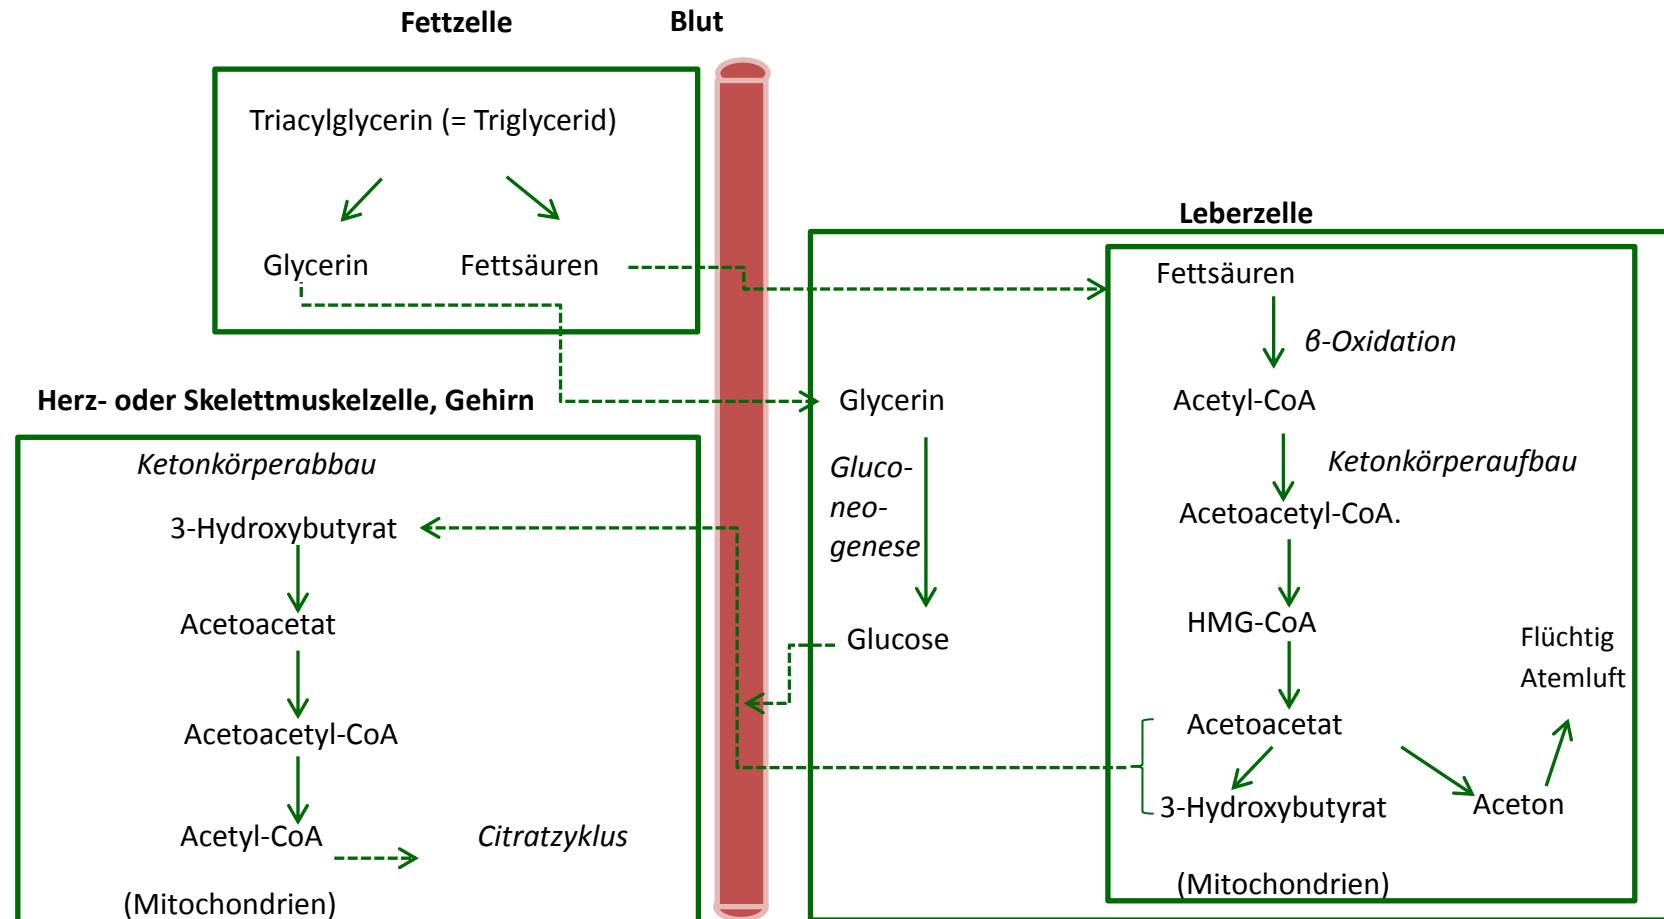 Fettzelle
Blut
Triacylglycerin (= Triglycerid)
Glycerin
Fettsäuren
Herz- oder Skelettmuskelzelle, Gehirn
Ketonkörperabbau
3-Hydroxybutyrat
Acetoacetat
Acetoacetyl-CoA
Acetyl-CoA
Citratzyklus
(Mitochondrien)
Leberzelle
Glycerin
Gluco-
neo-
genese
Glucose
Fettsäuren
β-Oxidation
Acetyl-CoA
Ketonkörperaufbau
Acetoacetyl-CoA.
HMG-CoA
Flüchtig
Atemluft
Acetoacetat
3-Hydroxybutyrat
Aceton
(Mitochondrien)